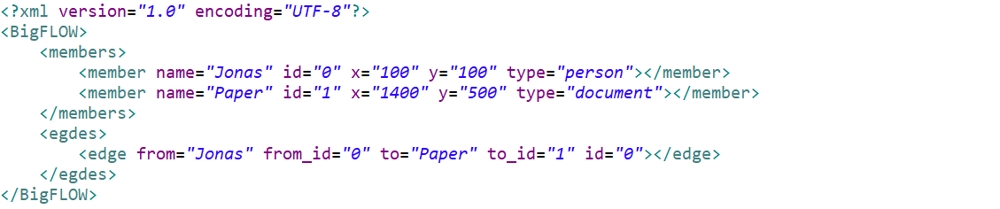 <?xml version="1.0" encoding="UTF-8"?>
<BigFLOW>
    <members>
        <member name="Jonas" id="0" x="100" y="100" type="person"></member>
        <member name="Paper" id="1" x="1400" y="500" type="document"></member>
    </members>
    <egdes>
        <edge from="Jonas" from_id="0" to="Paper" to_id="1" id="0"></edge>
    </egdes>
</BigFLOW>